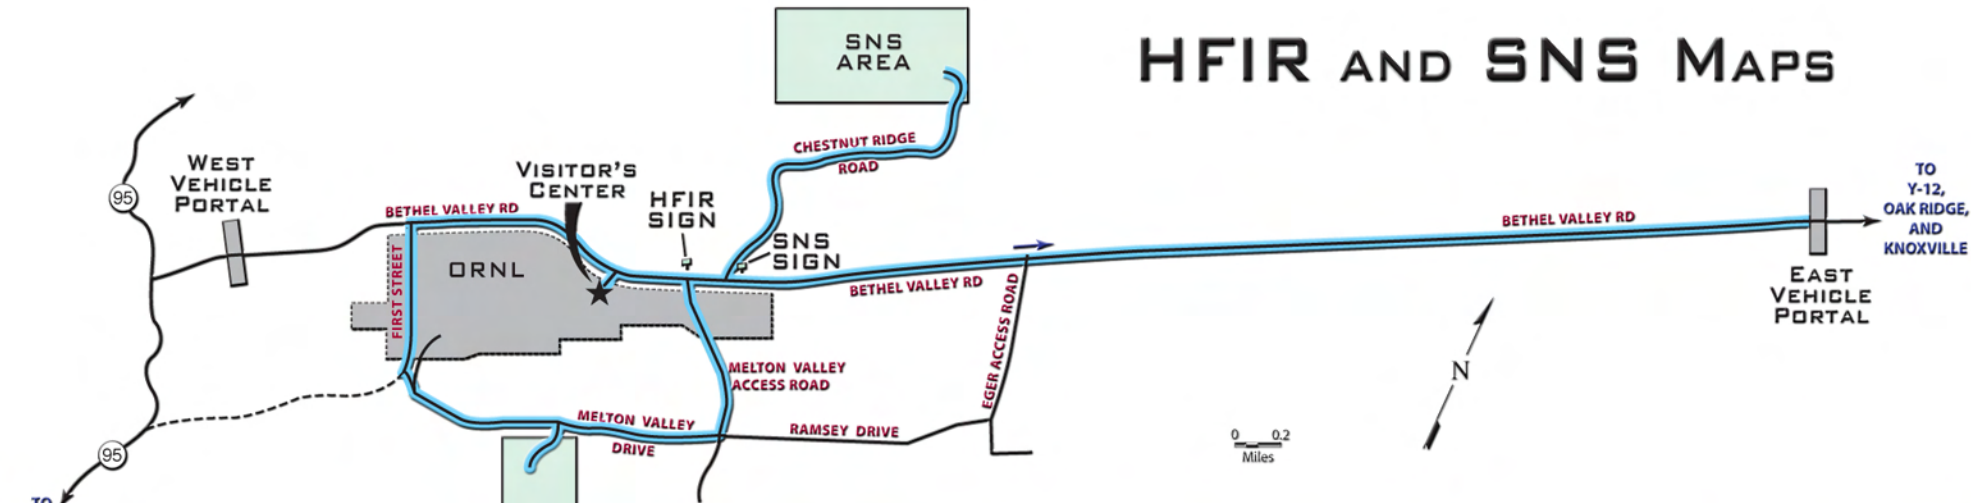 HFIR AND SNS MAPS
SNS
AREA
CHESTNUT RIDGE
ROAD
WEST
VEHICLE
PORTAL
VISITOR'S
CENTER
HFIR
SIGN
SNS
SIGN
95
BETHEL VALLEY RD
BETHEL VALLEY RD
BETHEL VALLEY RD
TO
Y-12,
OAK RIDGE,
AND
KNOXVILLE
EAST
VEHICLE
PORTAL
ORNL
FIRST STREET
EGER ACCESS ROAD
MELTON VALLEY
ACCESS ROAD
MELTON VALLEY
DRIVE
RAMSEY DRIVE
N
0 0.2
Miles
95
TO